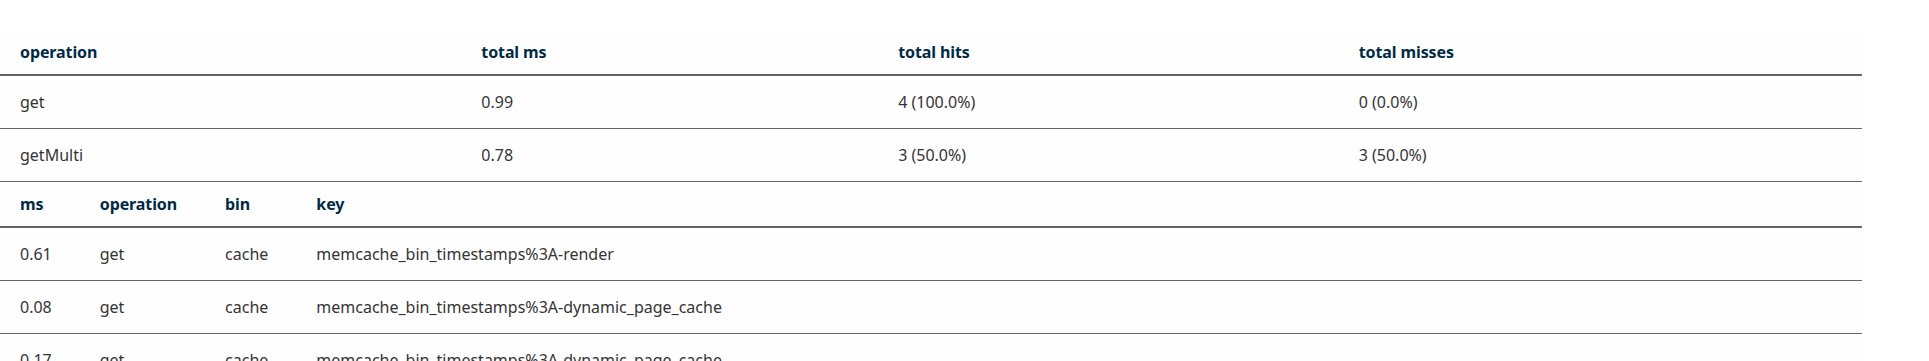 operation total ms total hits total misses
get 0.99 4 (100.0%) 0 (0.0%)
getMulti 0.78 3 (50.0%) 3 (50.0%)
ms operation bin key
0.61 get cache memcache_bin_timestamps%3A-render
0.08 get cache memcache_bin_timestamps%3A-dynamic_page_cache
0.17 get cache memcache_bin_timestamps%3A-dynamic_page_cache